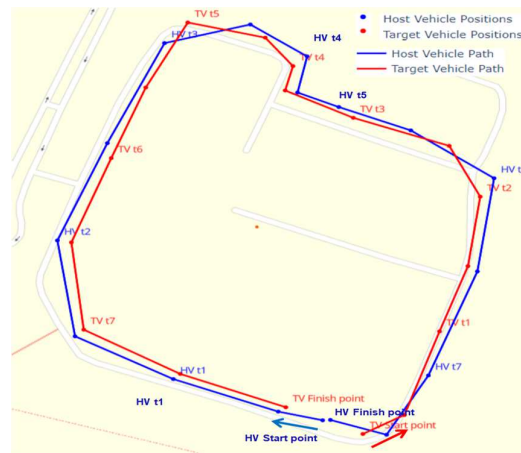 TV t5
Host Vehicle Positions
Target Vehicle Positions
Host Vehicle Path
Target Vehicle Path
HV t3
HV t4
TV t4
HV t5
TV t3
TV t6
HV t
TV t2
HV t2
TV t7
TV t1
HV t1
HV t7
HV t1
TV Finish point
HV Finish point
TV Start point
HV Start point